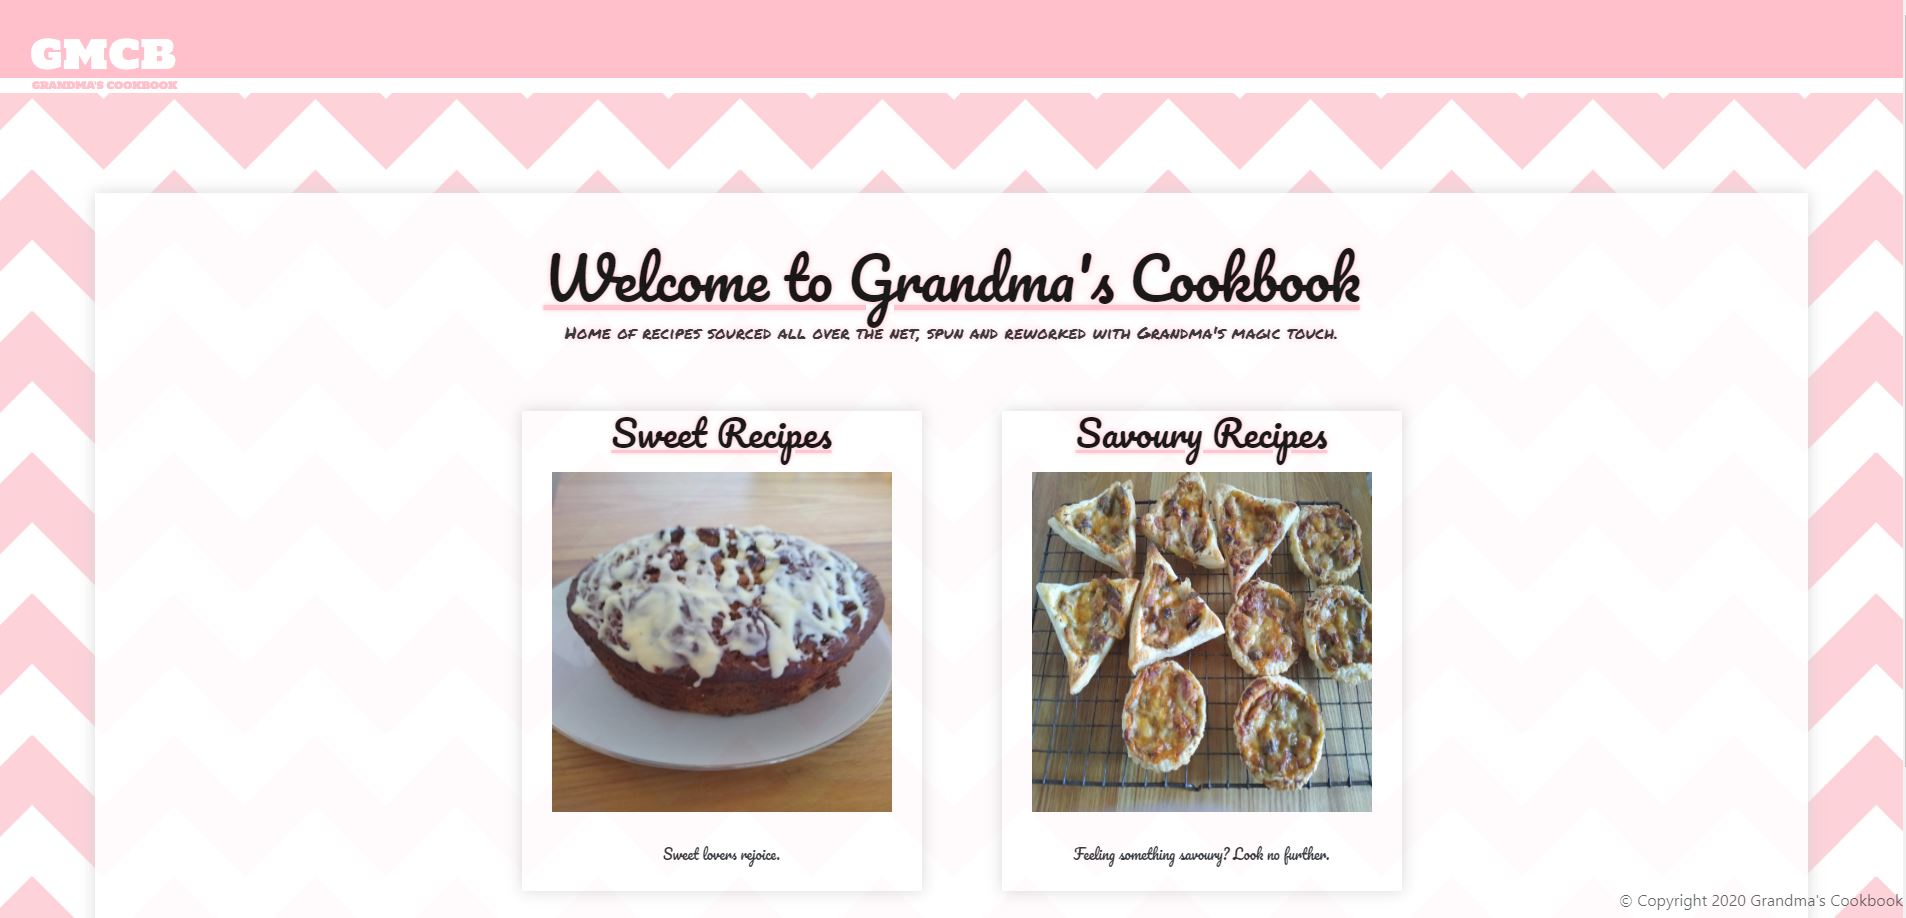 GMCB
GRANDMA'S COOKBOOK
Welcome to Grandma's Cookbook
Home of recipes sourced all over the net, spun and reworked with Grandma's magic touch.
Sweet Recipes
Sweet lovers rejoice.
Savoury Recipes
Feeling something savoury? Look no further.
© Copyright 2020 Grandma's Cookbook